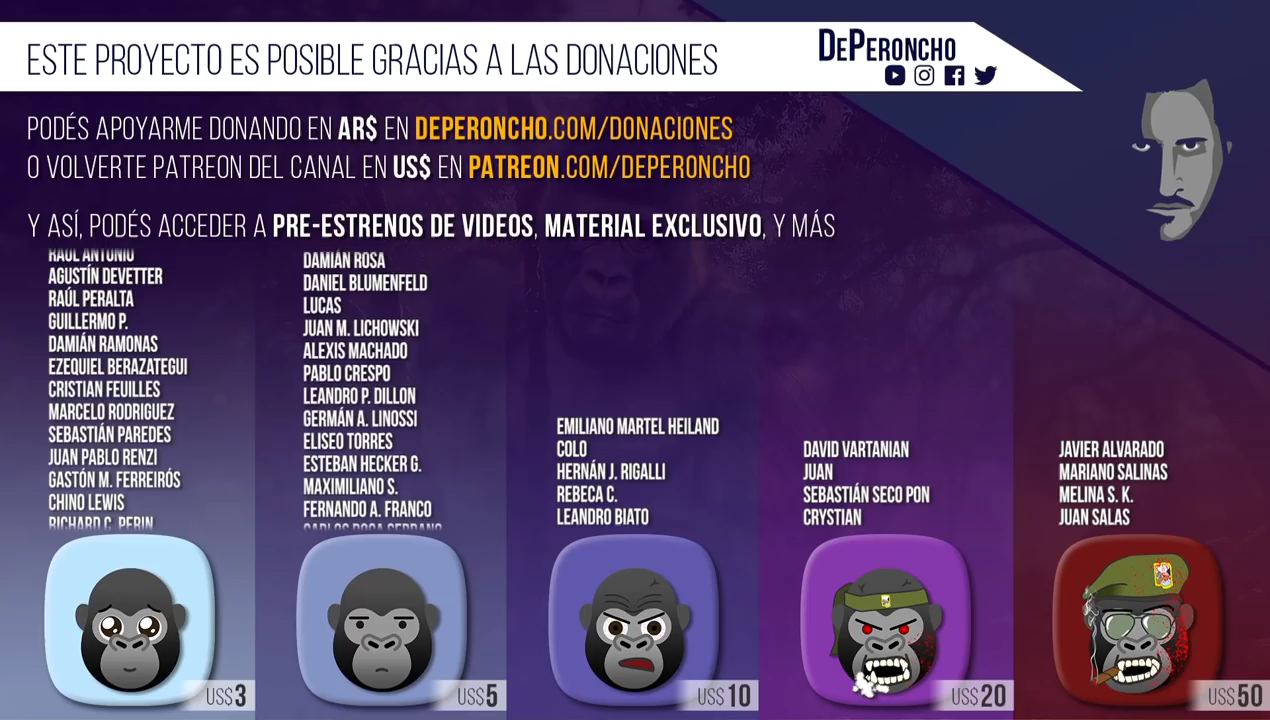 ESTE PROYECTO ES POSIBLE GRACIAS A LAS DONACIONES
DEPERONCHO
PODÉS APOYARME DONANDO EN AR$ EN DEPERONCHO.COM/DONACIONES
O VOLVERTE PATREON DEL CANAL EN US$ EN PATREON.COM/DEPERONCHO
Y ASÍ, PODÉS ACCEDER A PRE-ESTRENOS DE VIDEOS, MATERIAL EXCLUSIVO, Y MÁS
RAÚL ANTONIO
AGUSTÍN DEVETTER
RAÚL PERALTA
GUILLERMO P.
DAMIÁN RAMONAS
EZEQUIEL BERAZATEGUI
CRISTIAN FEUILLES
MARCELO RODRIGUEZ
SEBASTIÁN PAREDES
JUAN PABLO RENZI
GASTÓN M. FERREIRÓS
CHINO LEWIS
RICHARD C. PERIN
US$3
DAMIÁN ROSA
DANIEL BLUMENFELD
LUCAS
JUAN M. LICHOWSKI
ALEXIS MACHADO
PABLO CRESPO
LEANDRO P. DILLON
GERMÁN A. LINOSSI
ELISEO TORRES
ESTEBAN HECKER G.
MAXIMILIANO S.
FERNANDO A. FRANCO
CARLOS ROCA SERRANO
US$5
EMILIANO MARTEL HEILAND
COLO
HERNÁN J. RIGALLI
REBECA C.
LEANDRO BIATO
US$10
DAVID VARTANIAN
JUAN
SEBASTIÁN SECO PON
CRYSTIAN
US$20
JAVIER ALVARADO
MARIANO SALINAS
MELINA S. K.
JUAN SALAS
US$50